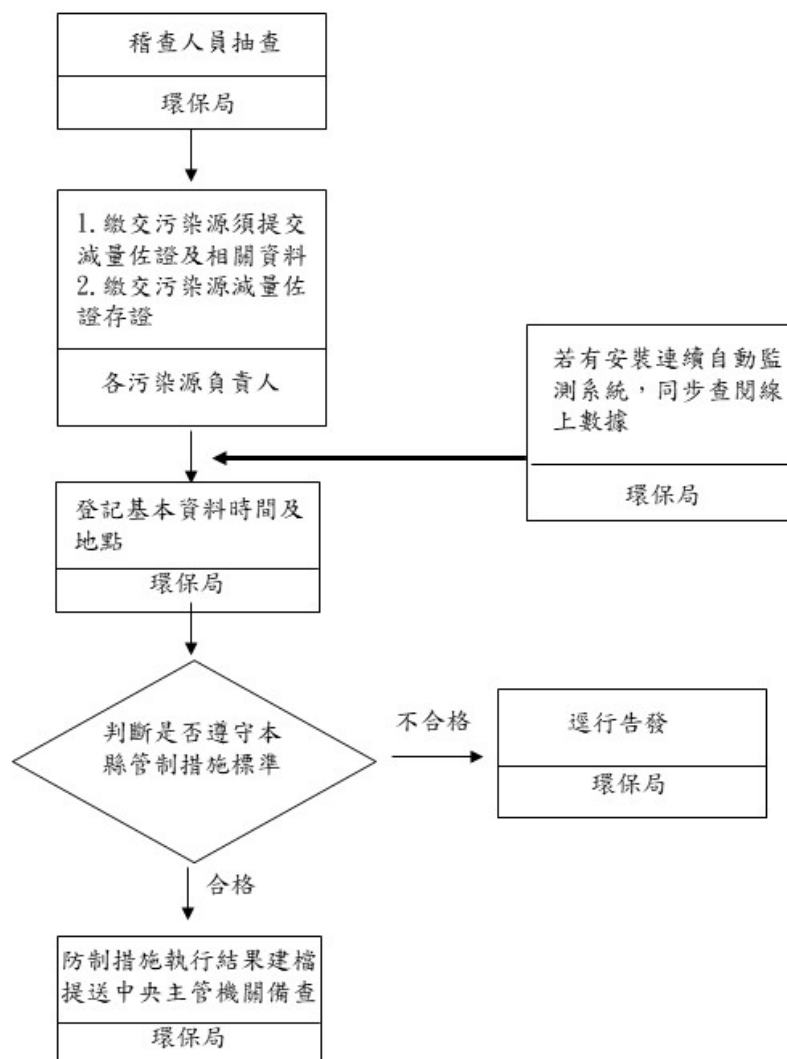 稽查人員抽查
環保局
1. 繳交污染源須提交
減量佐證及相關資料
2. 繳交污染源減量佐
證存證
各污染源負責人
若有安裝連續自動監
測系統，同步查閱線
上數據
環保局
登記基本資料時間及
地點
環保局
判斷是否遵守本
縣管制措施標準
不合格
逕行告發
環保局
合格
防制措施執行結果建檔
提送中央主管機關備查
環保局